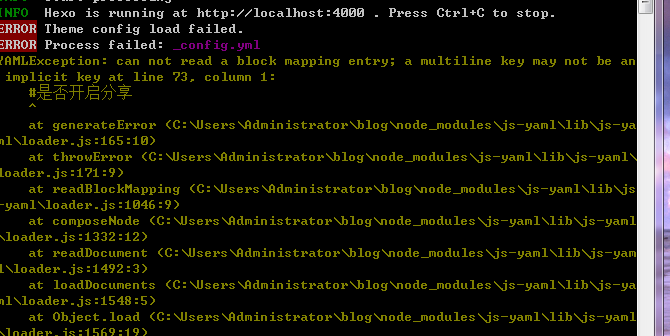 INFO  Hexo is running at http://localhost:4000 . Press Ctrl+C to stop.
ERROR Theme config load failed.
ERROR Process failed: _config.yml
YAMLException: can not read a block mapping entry; a multiline key may not be an
implicit key at line 73, column 1:
#是否开启分享
^
at generateError (C:\Users\Administrator\blog\node_modules\js-yaml\lib\js-ya
ml\loader.js:165:10)
at throwError (C:\Users\Administrator\blog\node_modules\js-yaml\lib\js-yaml\
loader.js:171:9)
at readBlockMapping (C:\Users\Administrator\blog\node_modules\js-yaml\lib\js
-yaml\loader.js:1046:9)
at composeNode (C:\Users\Administrator\blog\node_modules\js-yaml\lib\js-yaml
\loader.js:1332:12)
at readDocument (C:\Users\Administrator\blog\node_modules\js-yaml\lib\js-yam
l\loader.js:1492:3)
at loadDocuments (C:\Users\Administrator\blog\node_modules\js-yaml\lib\js-ya
ml\loader.js:1548:5)
at Object.load (C:\Users\Administrator\blog\node_modules\js-yaml\lib\js-yaml
\loader.js:1569:19)